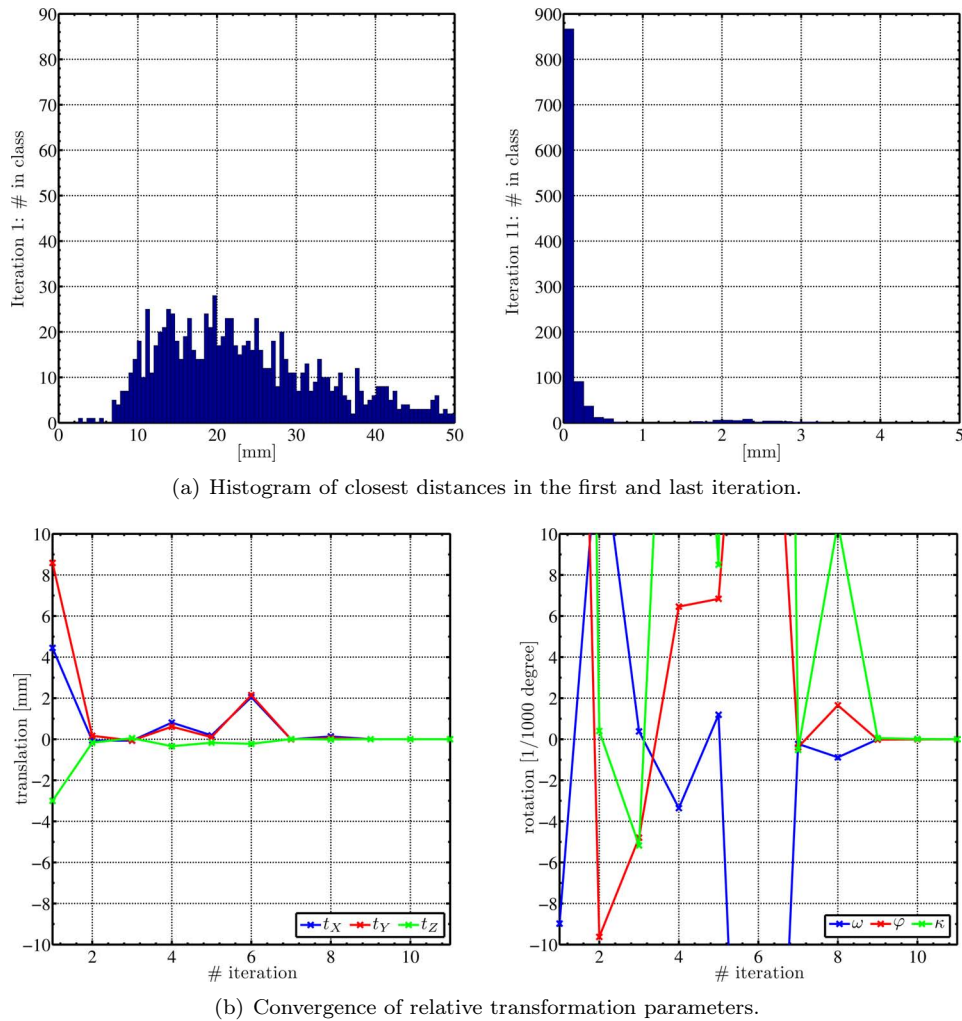 90
80
70
60
50
40
30
20
10
0
Iteration 1: # in class
0 10 20 30 40 50
[mm]
900
800
700
600
500
400
300
200
100
0
Iteration 11: # in class
0 1 2 3 4 5
[mm]
(a) Histogram of closest distances in the first and last iteration.
10
8
6
4
2
0
−2
−4
−6
−8
−10
translation [mm]
t_X t_Y t_Z
2 4 6 8 10
# iteration
10
8
6
4
2
0
−2
−4
−6
−8
−10
rotation [1/1000 degree]
ω φ κ
2 4 6 8 10
# iteration
(b) Convergence of relative transformation parameters.